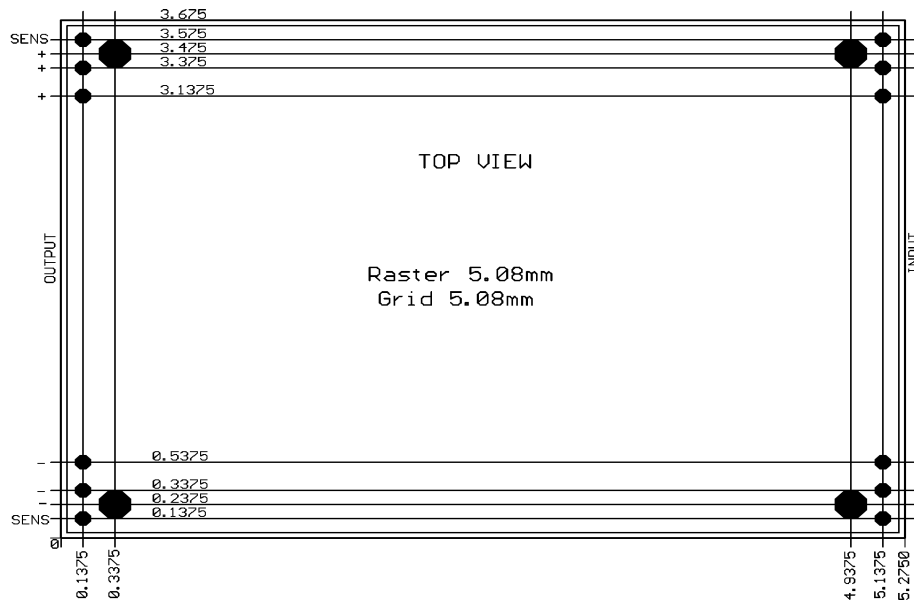 3.675
SENS 3.575
+ 3.475
+ 3.375
+ 3.1375
TOP VIEW
OUTPUT
INPUT
Raster 5.08mm
Grid 5.08mm
- 0.5375
- 0.3375
- 0.2375
SENS 0.1375
0
0.1375
0.3375
4.9375
5.1375
5.2750